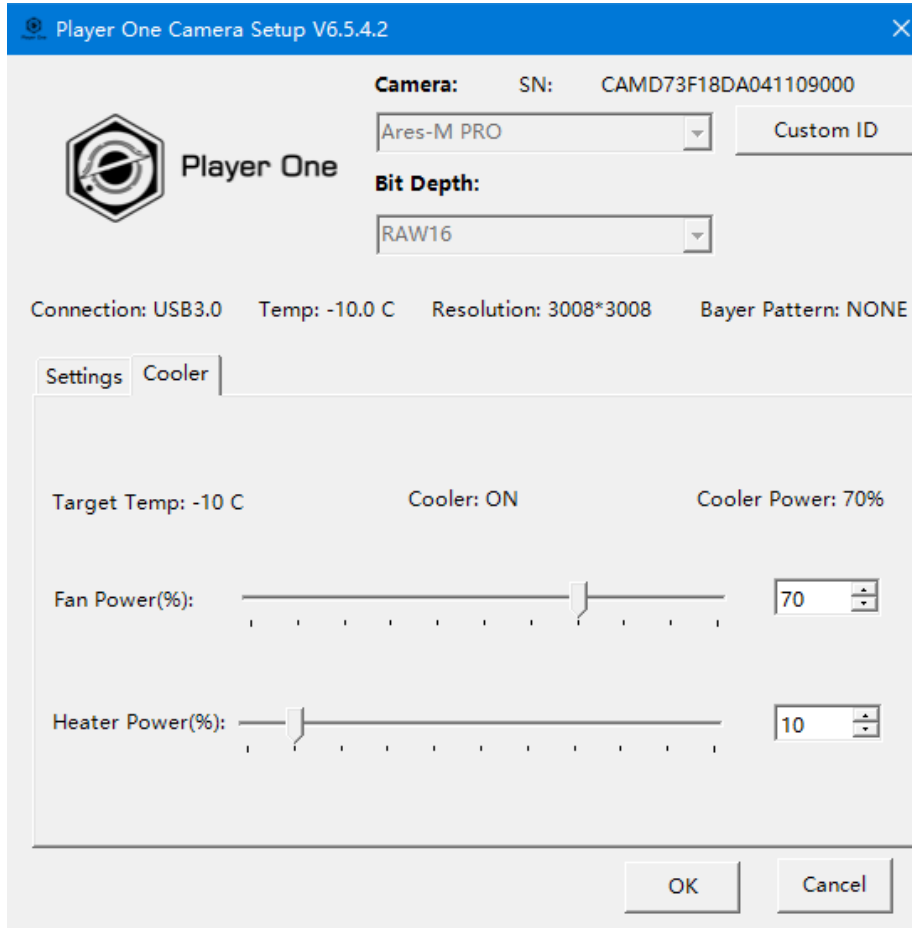 Player One Camera Setup V6.5.4.2
Camera: SN: CAMD73F18DA041109000
Ares-M PRO Custom ID
Player One
Bit Depth:
RAW16
Connection: USB3.0 Temp: -10.0 C Resolution: 3008*3008 Bayer Pattern: NONE
Settings Cooler
Target Temp: -10 C Cooler: ON Cooler Power: 70%
Fan Power(%): 70
Heater Power(%): 10
OK Cancel